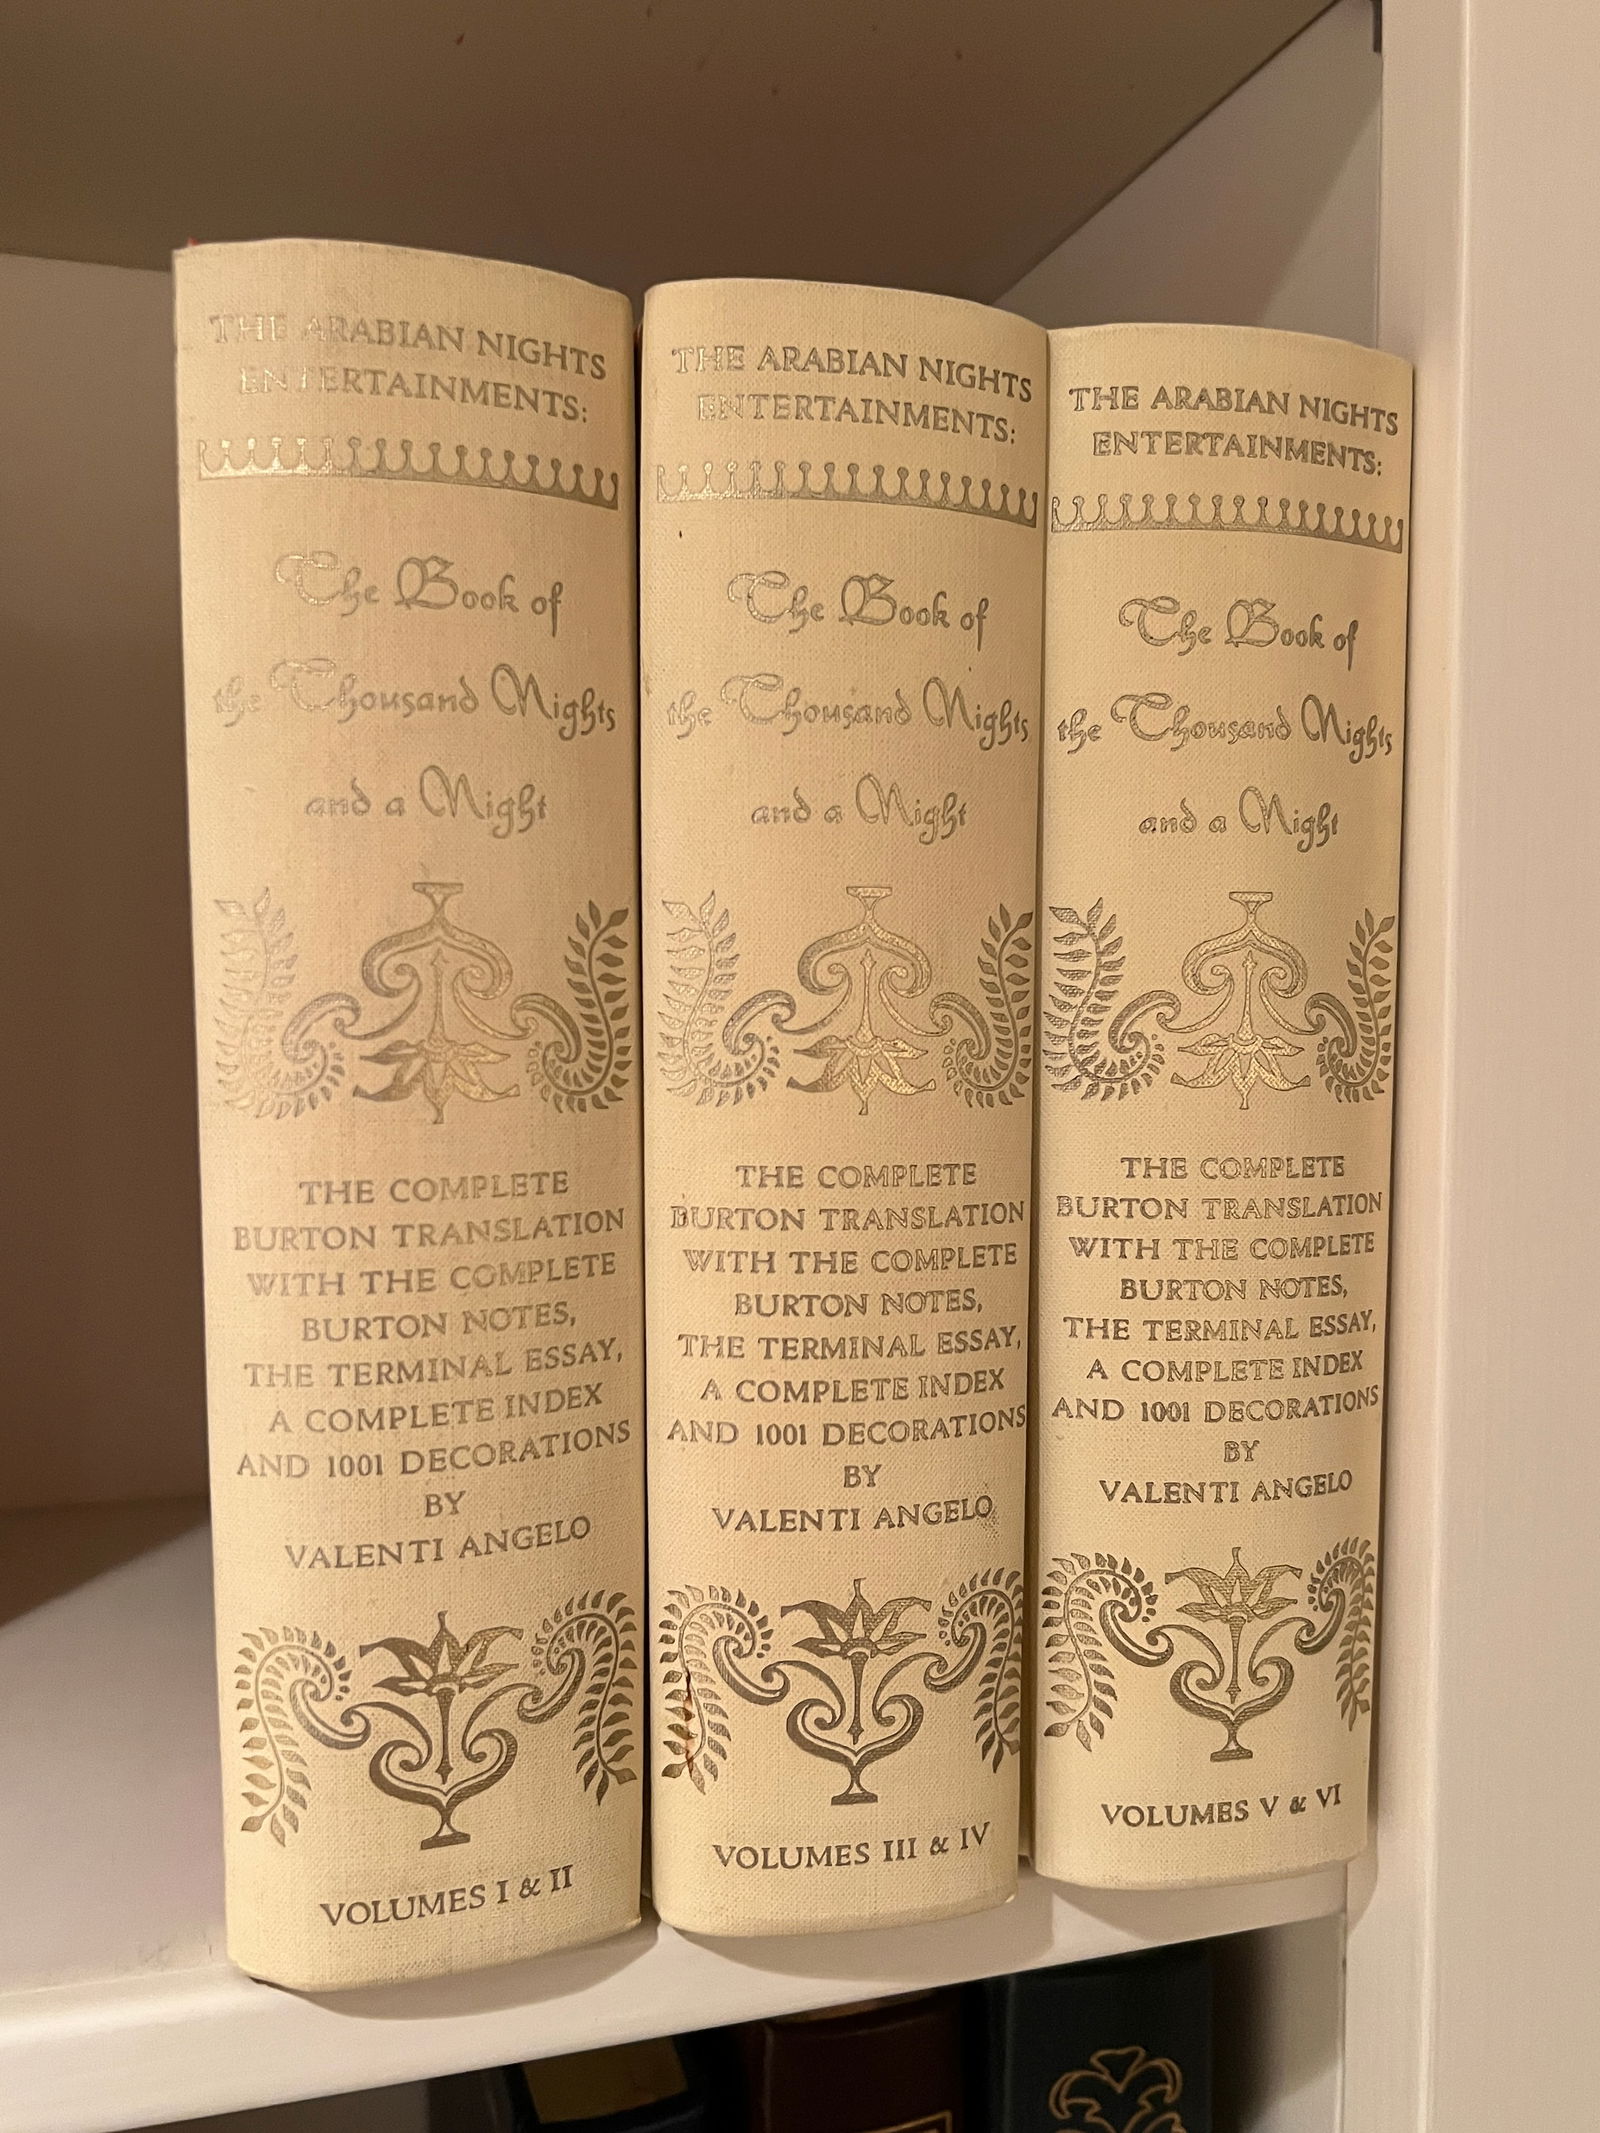 THE ARABIAN NIGHTS
ENTERTAINMENTS:
The Book of
the Thousand Nights
and a Night
THE COMPLETE
BURTON TRANSLATION
WITH THE COMPLETE
BURTON NOTES,
THE TERMINAL ESSAY,
A COMPLETE INDEX
AND 1001 DECORATIONS
BY
VALENTI ANGELO
VOLUMES I & II
THE ARABIAN NIGHTS
ENTERTAINMENTS:
The Book of
the Thousand Nights
and a Night
THE COMPLETE
BURTON TRANSLATION
WITH THE COMPLETE
BURTON NOTES,
THE TERMINAL ESSAY,
A COMPLETE INDEX
AND 1001 DECORATIONS
BY
VALENTI ANGELO
VOLUMES III & IV
THE ARABIAN NIGHTS
ENTERTAINMENTS:
The Book of
the Thousand Nights
and a Night
THE COMPLETE
BURTON TRANSLATION
WITH THE COMPLETE
BURTON NOTES,
THE TERMINAL ESSAY,
A COMPLETE INDEX
AND 1001 DECORATIONS
BY
VALENTI ANGELO
VOLUMES V & VI